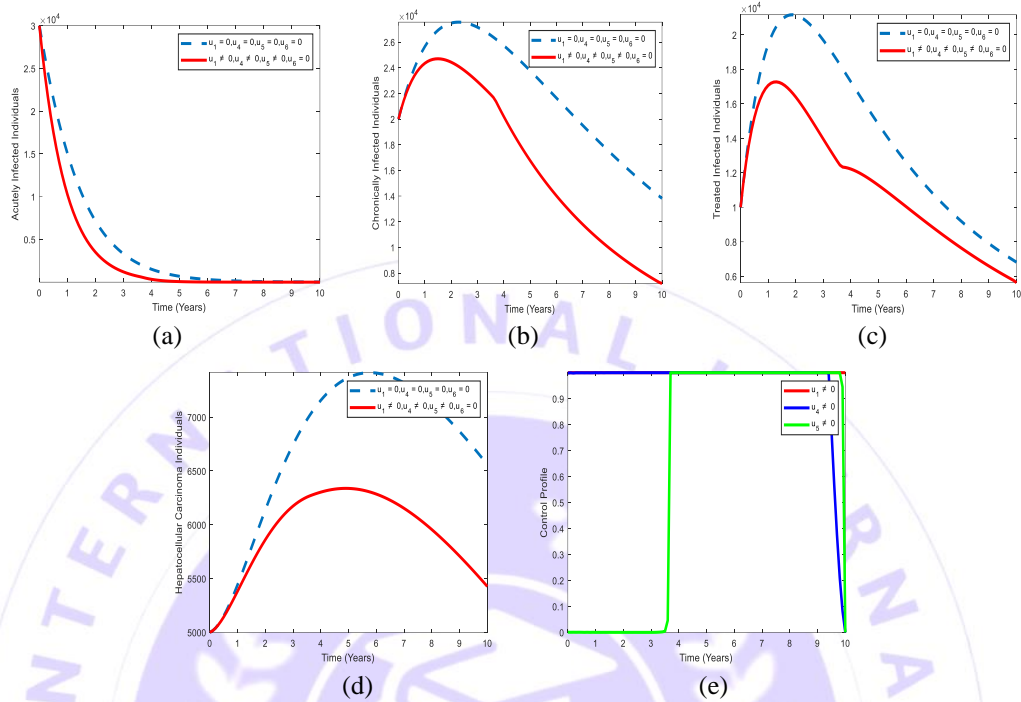 ×10⁴
u₁ = 0,u₄ = 0,u₅ = 0,u₆ = 0
u₁ ≠ 0,u₄ ≠ 0,u₅ ≠ 0,u₆ = 0
Acutely Infected Individuals
3
2.5
2
1.5
1
0.5
0 1 2 3 4 5 6 7 8 9 10
Time (Years)
(a)
×10⁴
u₁ = 0,u₄ = 0,u₅ = 0,u₆ = 0
u₁ ≠ 0,u₄ ≠ 0,u₅ ≠ 0,u₆ = 0
Chronically Infected Individuals
2.6
2.4
2.2
2
1.8
1.6
1.4
1.2
1
0.8
0 1 2 3 4 5 6 7 8 9 10
Time (Years)
(b)
×10⁴
u₁ = 0,u₄ = 0,u₅ = 0,u₆ = 0
u₁ ≠ 0,u₄ ≠ 0,u₅ ≠ 0,u₆ = 0
Treated Infected Individuals
2
1.8
1.6
1.4
1.2
1
0.8
0.6
0 1 2 3 4 5 6 7 8 9 10
Time (Years)
(c)
u₁ = 0,u₄ = 0,u₅ = 0,u₆ = 0
u₁ ≠ 0,u₄ ≠ 0,u₅ ≠ 0,u₆ = 0
Hepatocellular Carcinoma Individuals
7000
6500
6000
5500
5000
0 1 2 3 4 5 6 7 8 9 10
Time (Years)
(d)
u₁ ≠ 0
u₄ ≠ 0
u₅ ≠ 0
Control Profile
0.9
0.8
0.7
0.6
0.5
0.4
0.3
0.2
0.1
0
0 1 2 3 4 5 6 7 8 9 10
Time (Years)
(e)